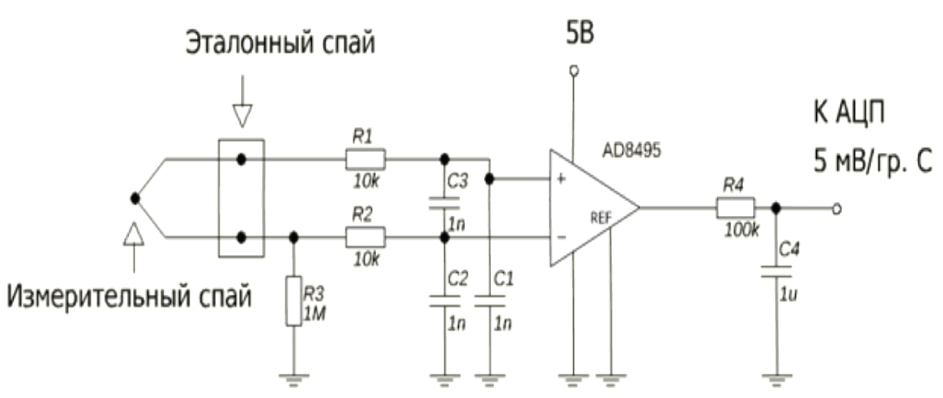 Эталонный спай
5В
К АЦП
5 мВ/гр. С
R1
10k
AD8495
C3
1n
R4
100k
R2
10k
+
REF
−
C4
1u
Измерительный спай
R3
1M
C2
1n
C1
1n